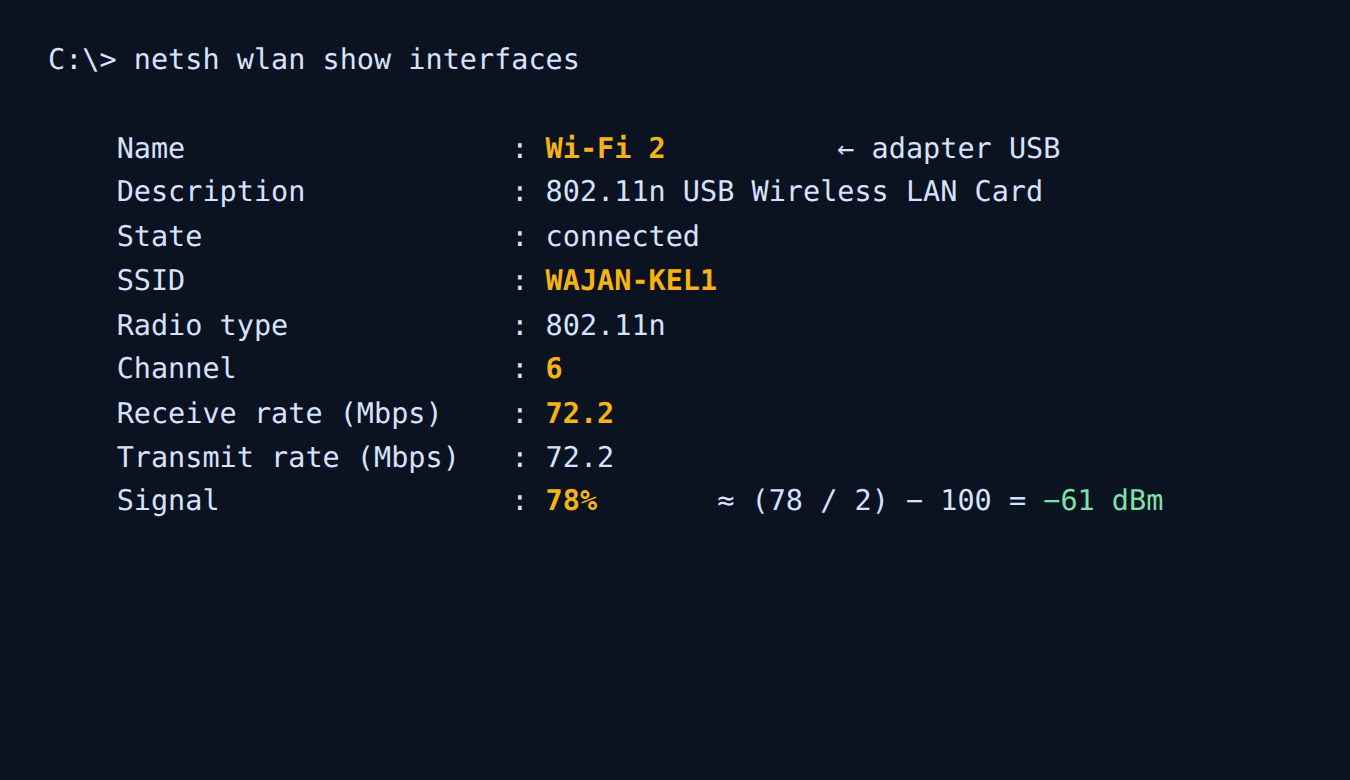 C:\> netsh wlan show interfaces
Name : Wi-Fi 2 ← adapter USB
Description : 802.11n USB Wireless LAN Card
State : connected
SSID : WAJAN-KEL1
Radio type : 802.11n
Channel : 6
Receive rate (Mbps) : 72.2
Transmit rate (Mbps) : 72.2
Signal : 78% ≈ (78 / 2) − 100 = −61 dBm